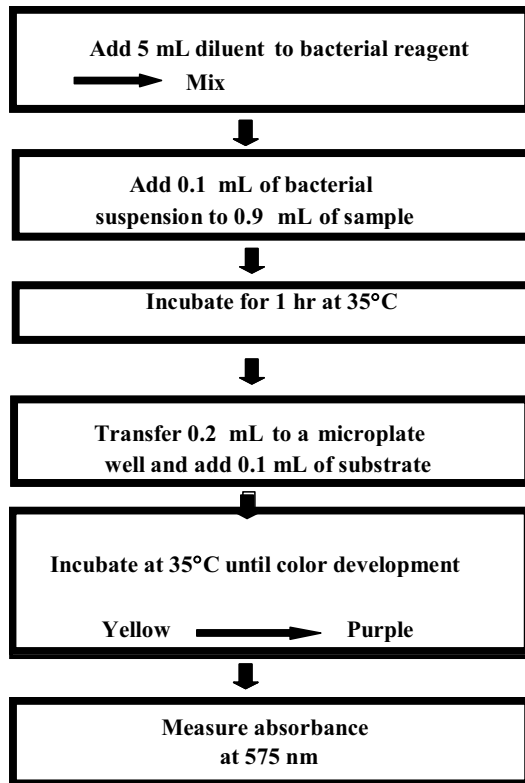 Add 5 mL diluent to bacterial reagent
Mix
Add 0.1 mL of bacterial
suspension to 0.9 mL of sample
Incubate for 1 hr at 35°C
Transfer 0.2 mL to a microplate
well and add 0.1 mL of substrate
Incubate at 35°C until color development
Yellow Purple
Measure absorbance
at 575 nm